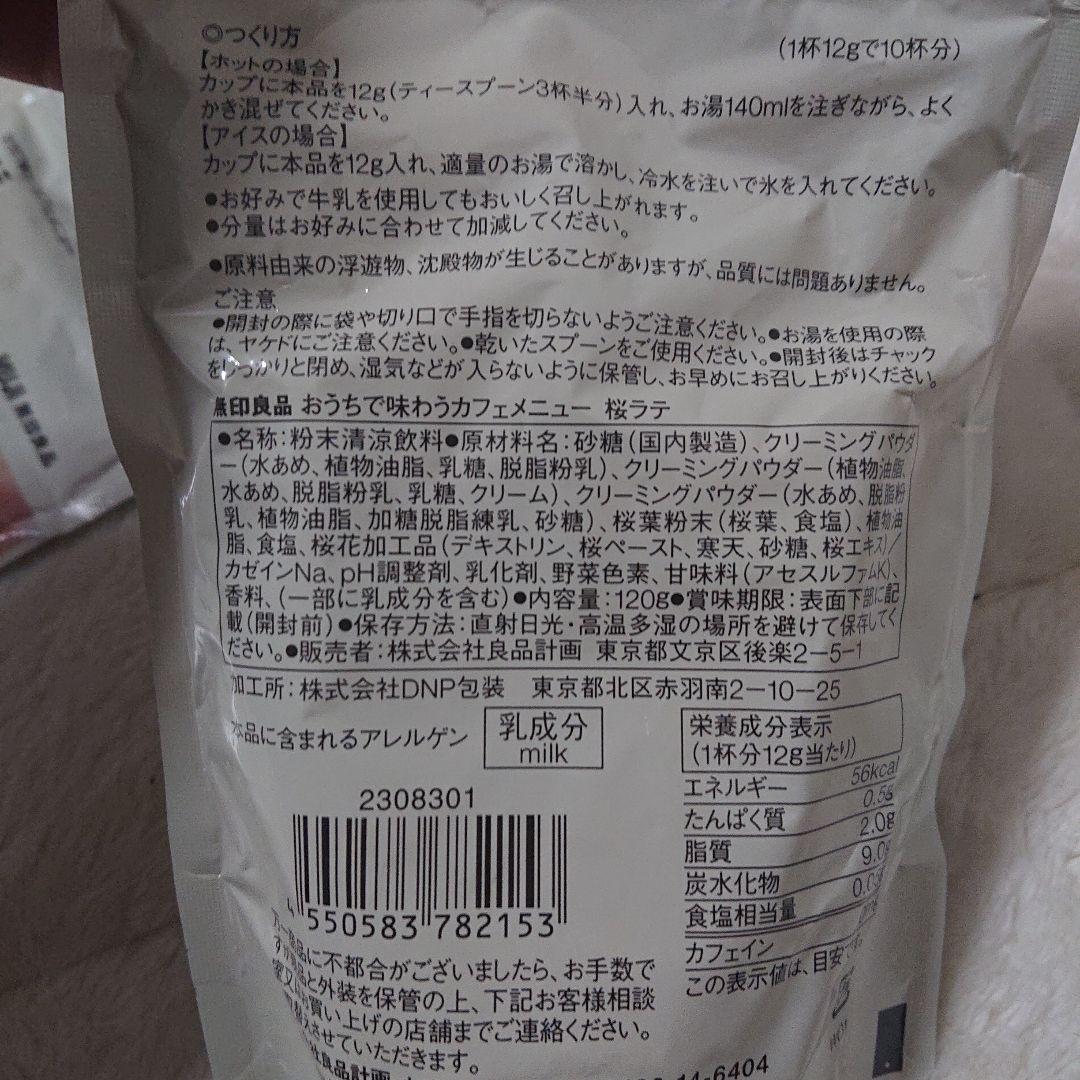 ◎つくり方
(1杯12gで10杯分)
【ホットの場合】
カップに本品を12g(ティースプーン3杯半分)入れ、お湯140mlを注ぎながら、よく
かき混ぜてください。
【アイスの場合】
カップに本品を12g入れ、適量のお湯で溶かし、冷水を注いで氷を入れてください。
●お好みで牛乳を使用してもおいしく召し上がれます。
●分量はお好みに合わせて加減してください。
●原料由来の浮遊物、沈殿物が生じることがありますが、品質には問題ありません。
ご注意
●開封の際に袋や切り口で手指を切らないようご注意ください。●お湯を使用の際
は、ヤケドにご注意ください。●乾いたスプーンをご使用ください。●開封後はチャック
をしっかりと閉め、湿気などが入らないように保管し、お早めにお召し上がりください。
無印良品 おうちで味わうカフェメニュー 桜ラテ
●名称:粉末清涼飲料●原材料名:砂糖(国内製造)、クリーミングパウダ
ー(水あめ、植物油脂、乳糖、脱脂粉乳)、クリーミングパウダー(植物油脂、
水あめ、脱脂粉乳、乳糖、クリーム)、クリーミングパウダー(水あめ、脱脂粉
乳、植物油脂、加糖脱脂練乳、砂糖)、桜葉粉末(桜葉、食塩)、植物油
脂、食塩、桜花加工品(デキストリン、桜ペースト、寒天、砂糖、桜エキス)/
カゼインNa、pH調整剤、乳化剤、野菜色素、甘味料(アセスルファムK)、
香料、(一部に乳成分を含む)●内容量:120g●賞味期限:表面下部に記
載(開封前)●保存方法:直射日光・高温多湿の場所を避けて保存してく
ださい。●販売者:株式会社良品計画 東京都文京区後楽2-5-1
加工所:株式会社DNP包装 東京都北区赤羽南2-10-25
本品に含まれるアレルゲン
乳成分
milk
栄養成分表示
(1杯分12g当たり)
エネルギー 56kcal
たんぱく質 0.5g
脂質 2.0g
炭水化物 9.0g
食塩相当量
カフェイン
この表示値は、目安です。
2308301
4 550583 782153
万一商品に不都合がございましたら、お手数で
すが商品と外装を保管の上、下記お客様相談
お買い上げの店舗までご連絡ください。
させていただきます。
良品計画
-6404